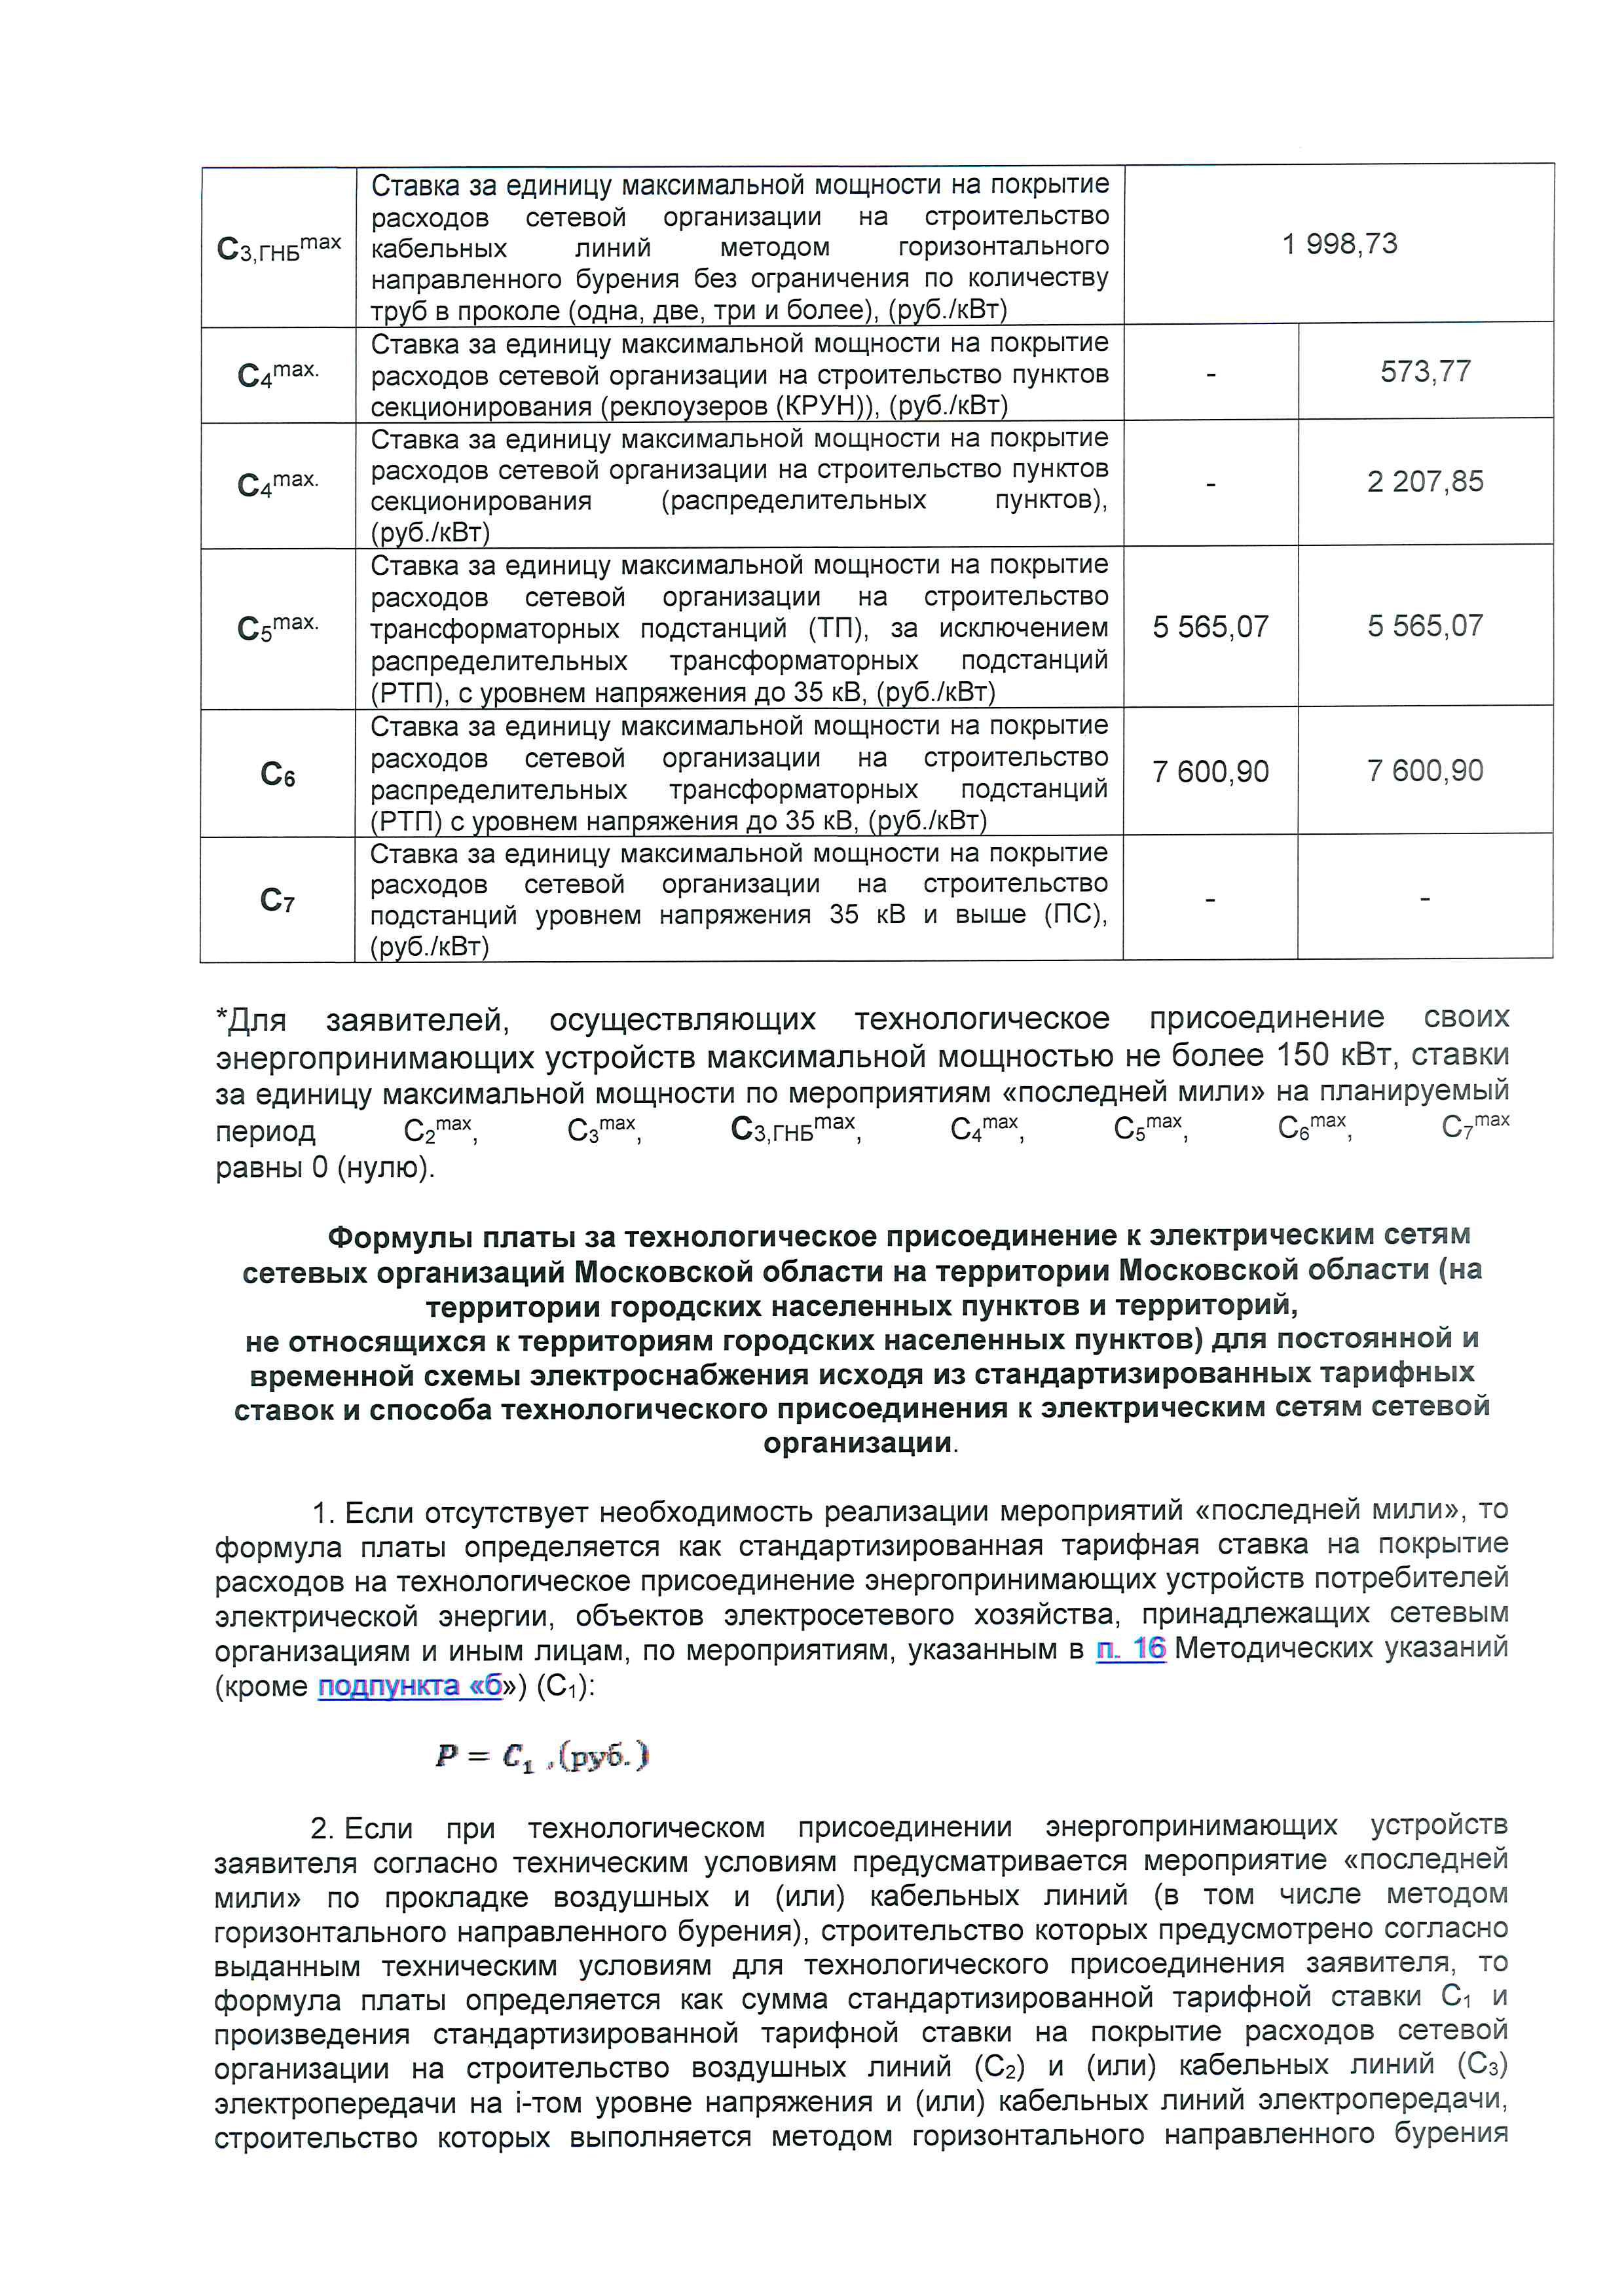 С3,ГНБmax
Ставка за единицу максимальной мощности на покрытие
расходов сетевой организации на строительство
кабельных линий методом горизонтального
направленного бурения без ограничения по количеству
труб в проколе (одна, две, три и более), (руб./кВт)
1 998,73
С4max.
Ставка за единицу максимальной мощности на покрытие
расходов сетевой организации на строительство пунктов
секционирования (реклоузеров (КРУН)), (руб./кВт)
-
573,77
С4max.
Ставка за единицу максимальной мощности на покрытие
расходов сетевой организации на строительство пунктов
секционирования (распределительных пунктов),
(руб./кВт)
-
2 207,85
С5max.
Ставка за единицу максимальной мощности на покрытие
расходов сетевой организации на строительство
трансформаторных подстанций (ТП), за исключением
распределительных трансформаторных подстанций
(РТП), с уровнем напряжения до 35 кВ, (руб./кВт)
5 565,07
5 565,07
С6
Ставка за единицу максимальной мощности на покрытие
расходов сетевой организации на строительство
распределительных трансформаторных подстанций
(РТП) с уровнем напряжения до 35 кВ, (руб./кВт)
7 600,90
7 600,90
С7
Ставка за единицу максимальной мощности на покрытие
расходов сетевой организации на строительство
подстанций уровнем напряжения 35 кВ и выше (ПС),
(руб./кВт)
-
-
*Для заявителей, осуществляющих технологическое присоединение своих
энергопринимающих устройств максимальной мощностью не более 150 кВт, ставки
за единицу максимальной мощности по мероприятиям «последней мили» на планируемый
период С2max, С3max, С3,ГНБmax, С4max, С5max, С6max, С7max
равны 0 (нулю).
Формулы платы за технологическое присоединение к электрическим сетям
сетевых организаций Московской области на территории Московской области (на
территории городских населенных пунктов и территорий,
не относящихся к территориям городских населенных пунктов) для постоянной и
временной схемы электроснабжения исходя из стандартизированных тарифных
ставок и способа технологического присоединения к электрическим сетям сетевой
организации.
1. Если отсутствует необходимость реализации мероприятий «последней мили», то
формула платы определяется как стандартизированная тарифная ставка на покрытие
расходов на технологическое присоединение энергопринимающих устройств потребителей
электрической энергии, объектов электросетевого хозяйства, принадлежащих сетевым
организациям и иным лицам, по мероприятиям, указанным в п. 16 Методических указаний
(кроме подпункта «б») (С1):
P = C1 ,(руб.)
2. Если при технологическом присоединении энергопринимающих устройств
заявителя согласно техническим условиям предусматривается мероприятие «последней
мили» по прокладке воздушных и (или) кабельных линий (в том числе методом
горизонтального направленного бурения), строительство которых предусмотрено согласно
выданным техническим условиям для технологического присоединения заявителя, то
формула платы определяется как сумма стандартизированной тарифной ставки С1 и
произведения стандартизированной тарифной ставки на покрытие расходов сетевой
организации на строительство воздушных линий (С2) и (или) кабельных линий (С3)
электропередачи на i-том уровне напряжения и (или) кабельных линий электропередачи,
строительство которых выполняется методом горизонтального направленного бурения